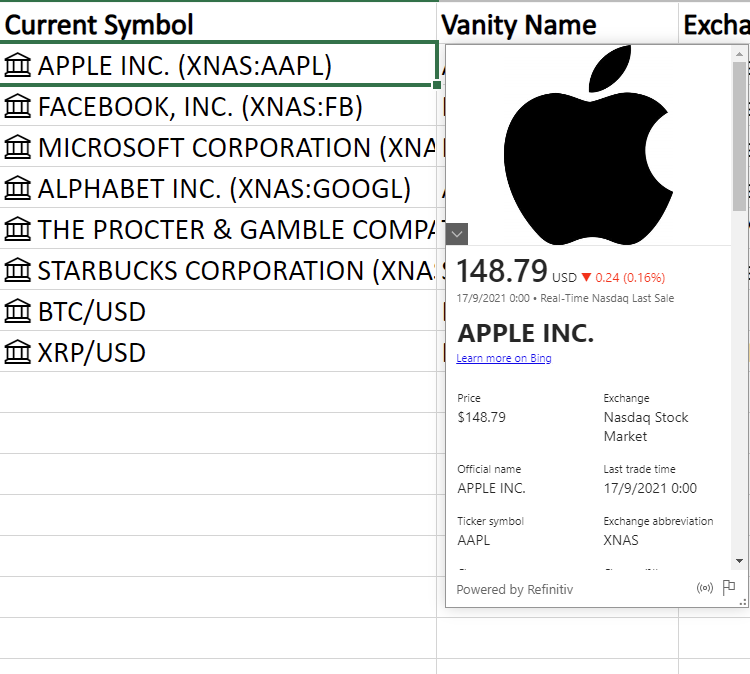 Current Symbol
Vanity Name
Excha
APPLE INC. (XNAS:AAPL)
FACEBOOK, INC. (XNAS:FB)
MICROSOFT CORPORATION (XNA
ALPHABET INC. (XNAS:GOOGL)
THE PROCTER & GAMBLE COMPA
STARBUCKS CORPORATION (XNAS
BTC/USD
XRP/USD
148.79 USD ▼ 0.24 (0.16%)
17/9/2021 0:00 • Real-Time Nasdaq Last Sale
APPLE INC.
Learn more on Bing
Price
$148.79
Exchange
Nasdaq Stock
Market
Official name
APPLE INC.
Last trade time
17/9/2021 0:00
Ticker symbol
AAPL
Exchange abbreviation
XNAS
Powered by Refinitiv